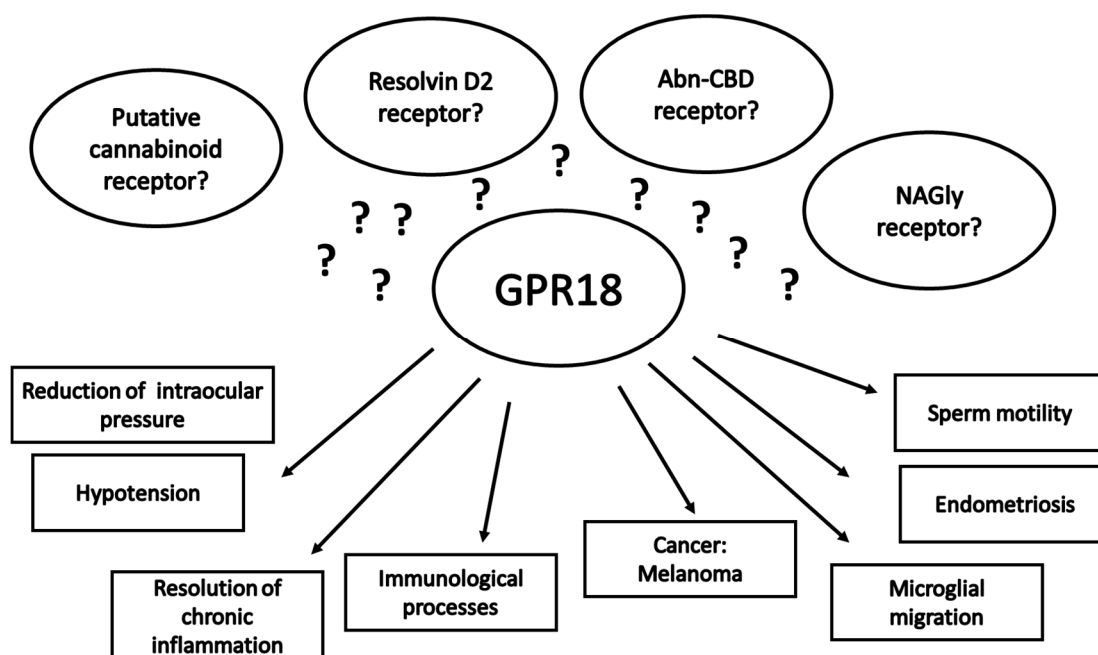 Putative
cannabinoid
receptor?
Resolvin D2
receptor?
Abn-CBD
receptor?
NAGly
receptor?
?
?
?
?
?
?
?
?
?
?
?
GPR18
Reduction of intraocular
pressure
Hypotension
Resolution of
chronic
inflammation
Immunological
processes
Cancer:
Melanoma
Microglial
migration
Endometriosis
Sperm motility